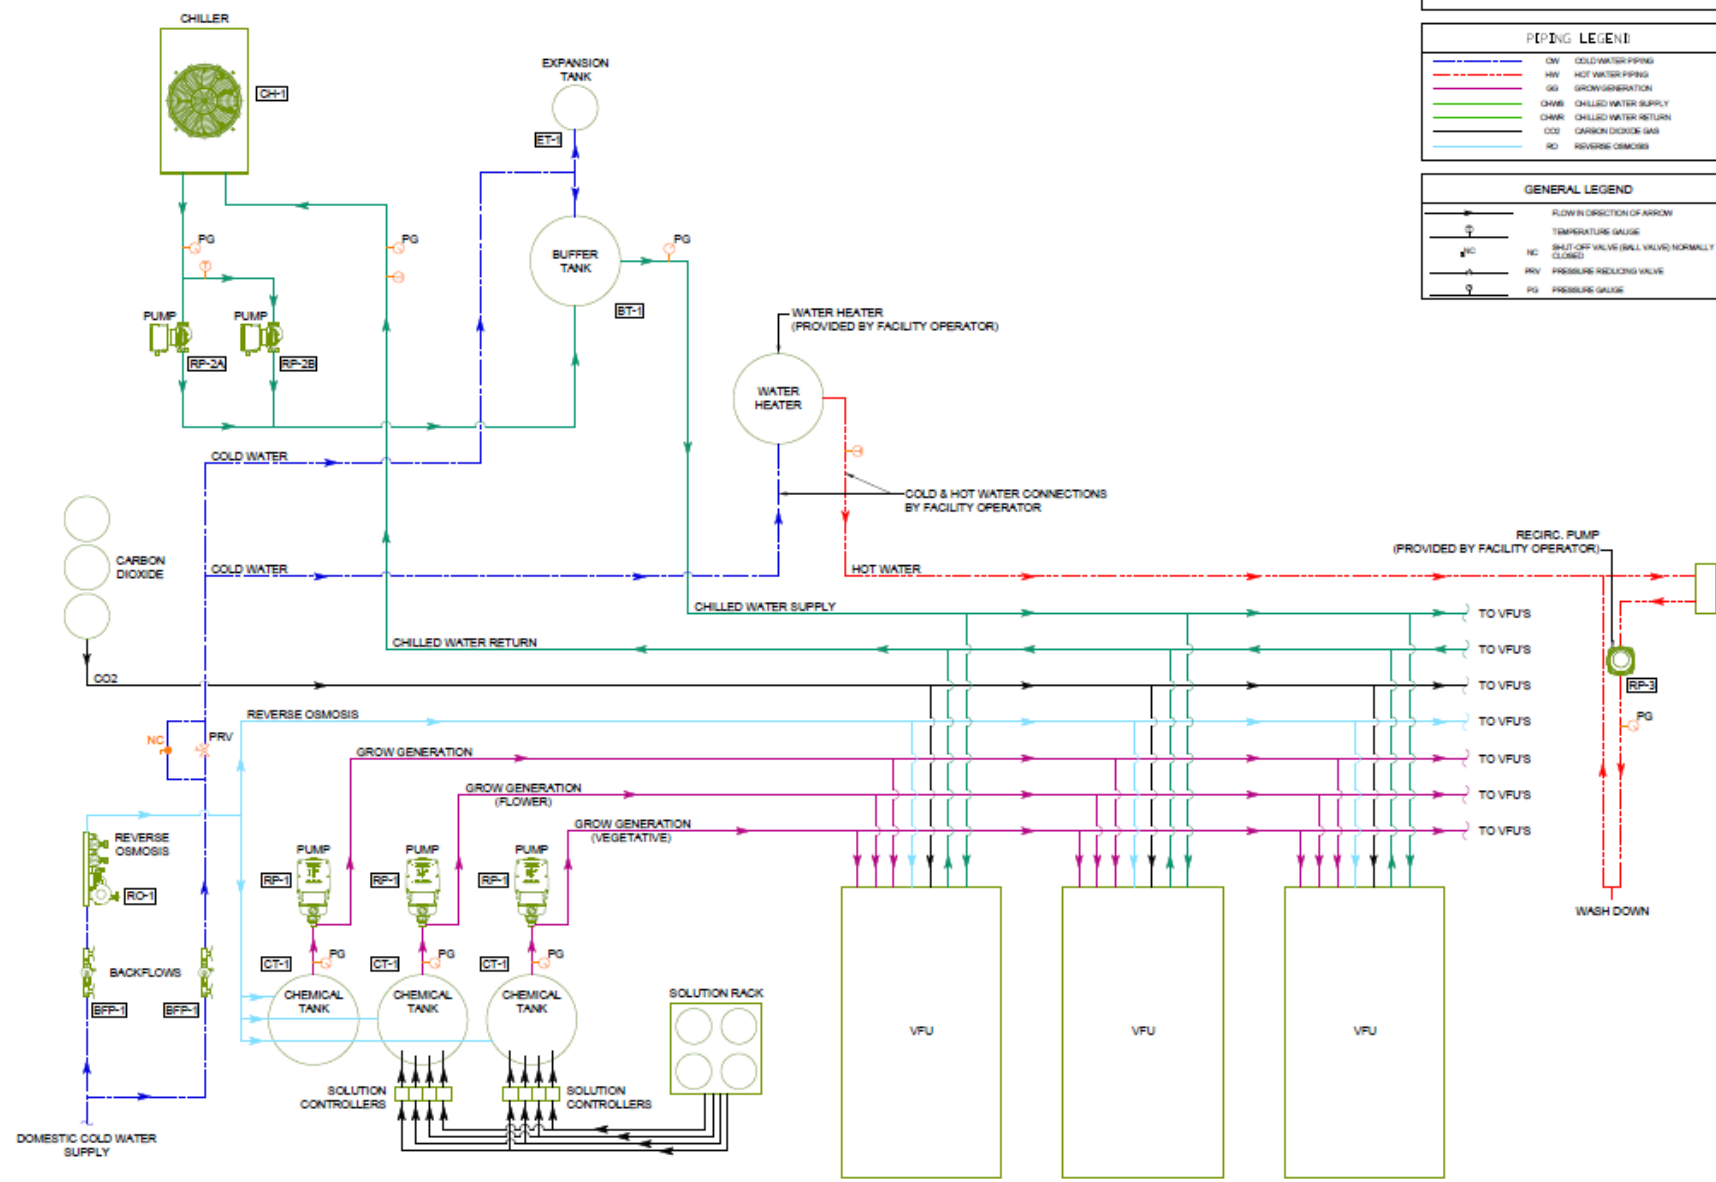 CHILLER
CH-1
EXPANSION
TANK
ET-1
PIPING LEGEND
CW COLD WATER PIPING
HW HOT WATER PIPING
GG GROW GENERATION
CHWS CHILLED WATER SUPPLY
CHWR CHILLED WATER RETURN
CO2 CARBON DIOXIDE GAS
RO REVERSE OSMOSIS
GENERAL LEGEND
FLOW IN DIRECTION OF ARROW
T TEMPERATURE GAUGE
NC NC SHUT-OFF VALVE (BALL VALVE) NORMALLY
CLOSED
PRV PRESSURE REDUCING VALVE
PG PRESSURE GAUGE
PG
PG
PG
T
BUFFER
TANK
BT-1
PUMP
PUMP
RP-2A
RP-2B
WATER HEATER
(PROVIDED BY FACILITY OPERATOR)
WATER
HEATER
COLD WATER
COLD & HOT WATER CONNECTIONS
BY FACILITY OPERATOR
CARBON
DIOXIDE
COLD WATER
HOT WATER
RECIRC. PUMP
(PROVIDED BY FACILITY OPERATOR)
CHILLED WATER SUPPLY
TO VFU'S
CHILLED WATER RETURN
TO VFU'S
CO2
TO VFU'S
RP-3
PG
REVERSE OSMOSIS
TO VFU'S
NC
PRV
GROW GENERATION
TO VFU'S
GROW GENERATION
(FLOWER)
TO VFU'S
GROW GENERATION
(VEGETATIVE)
TO VFU'S
REVERSE
OSMOSIS
RO-1
PUMP
PUMP
PUMP
RP-1
RP-1
RP-1
WASH DOWN
BACKFLOWS
BFP-1
BFP-1
PG
PG
PG
CT-1
CT-1
CT-1
CHEMICAL
TANK
CHEMICAL
TANK
CHEMICAL
TANK
SOLUTION RACK
VFU
VFU
VFU
SOLUTION
CONTROLLERS
SOLUTION
CONTROLLERS
DOMESTIC COLD WATER
SUPPLY